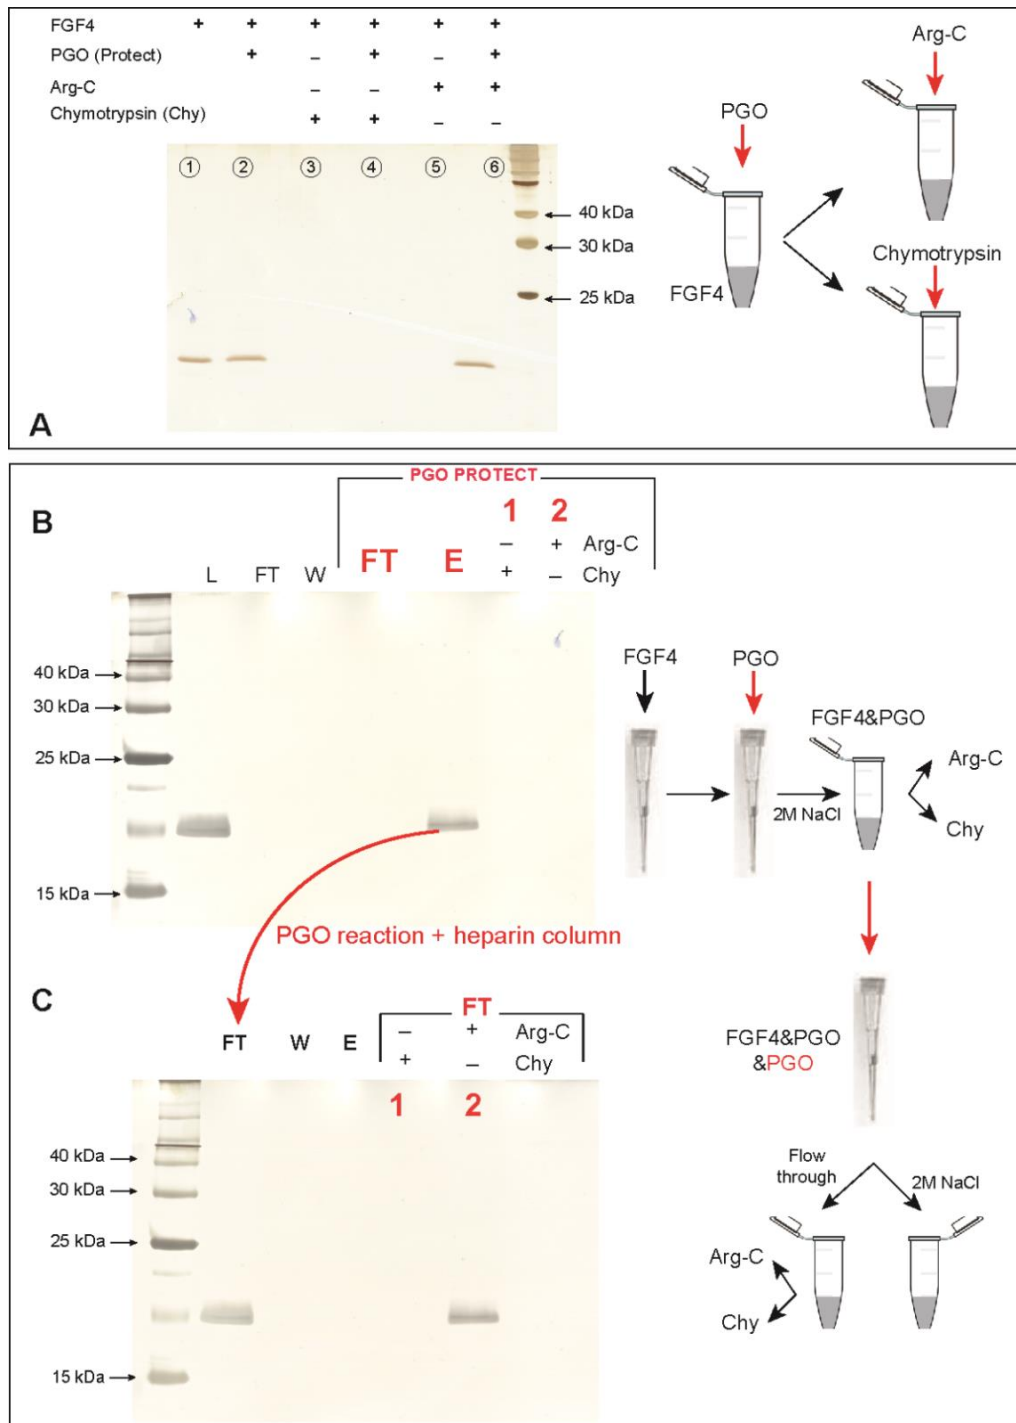 FGF4 + + + + + +
PGO (Protect) + – + – +
Arg-C – – + +
Chymotrypsin (Chy) + + – –
① ② ③ ④ ⑤ ⑥
40 kDa
30 kDa
25 kDa
PGO
FGF4
Arg-C
Chymotrypsin
A
B
PGO PROTECT
1 2
– + Arg-C
+ – Chy
L FT W FT E
40 kDa
30 kDa
25 kDa
15 kDa
FGF4
PGO
2M NaCl
FGF4&PGO
Arg-C
Chy
PGO reaction + heparin column
FGF4&PGO
&PGO
Flow
through
2M NaCl
Arg-C
Chy
C
FT
FT W E
– + Arg-C
+ – Chy
1 2
40 kDa
30 kDa
25 kDa
15 kDa